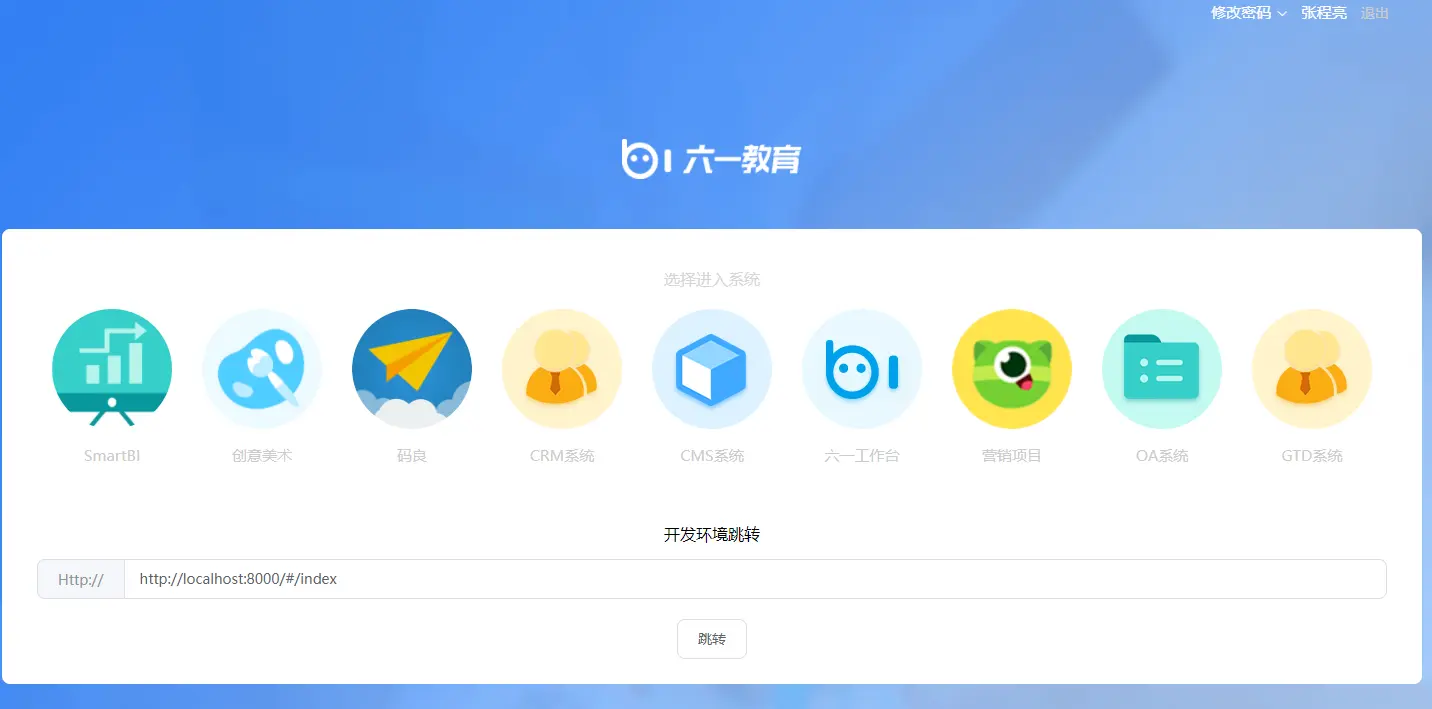 修改密码 张程亮 退出
六一教育
选择进入系统
SmartBI 创意美术 码良 CRM系统 CMS系统 六一工作台 营销项目 OA系统 GTD系统
开发环境跳转
Http:// http://localhost:8000/#/index
跳转